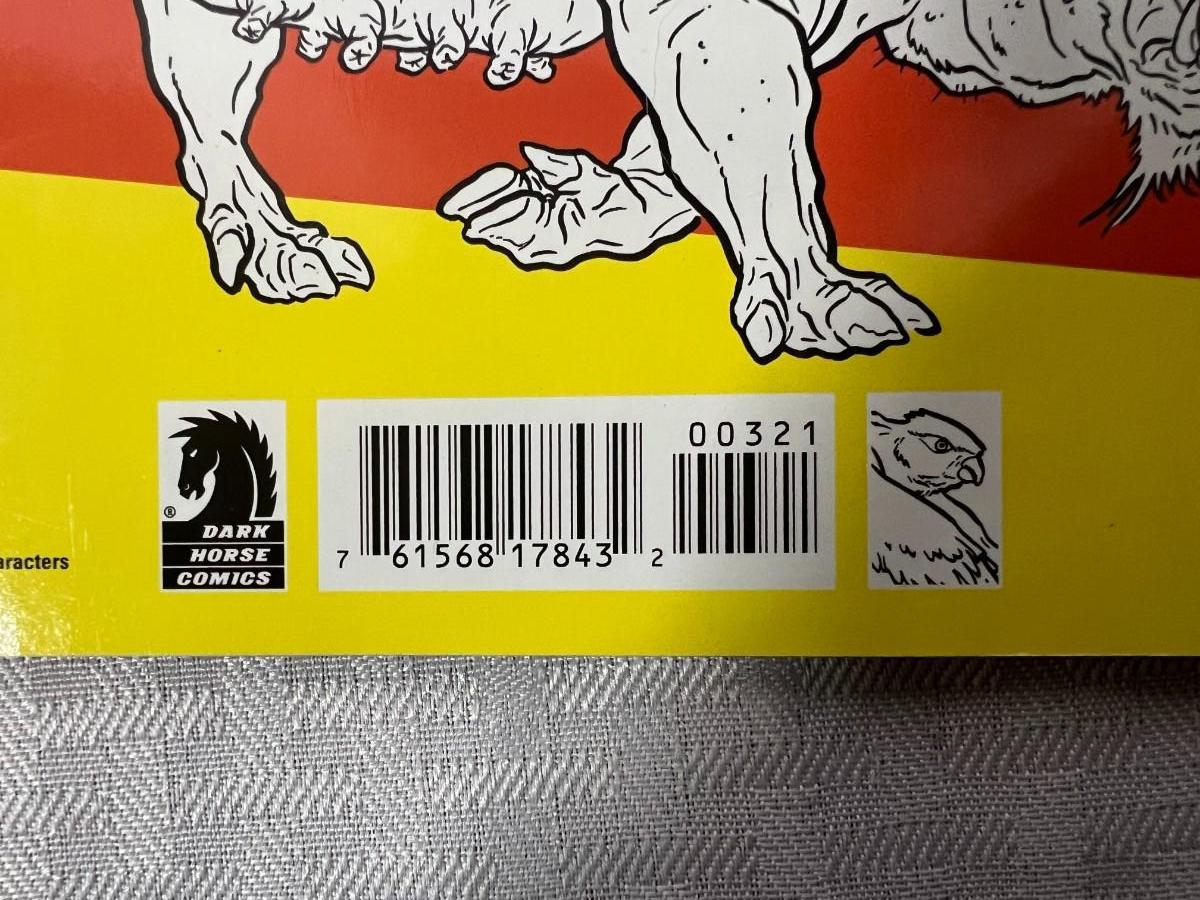 aracters
®
DARK
HORSE
COMICS
00321
7 61568 17843 2